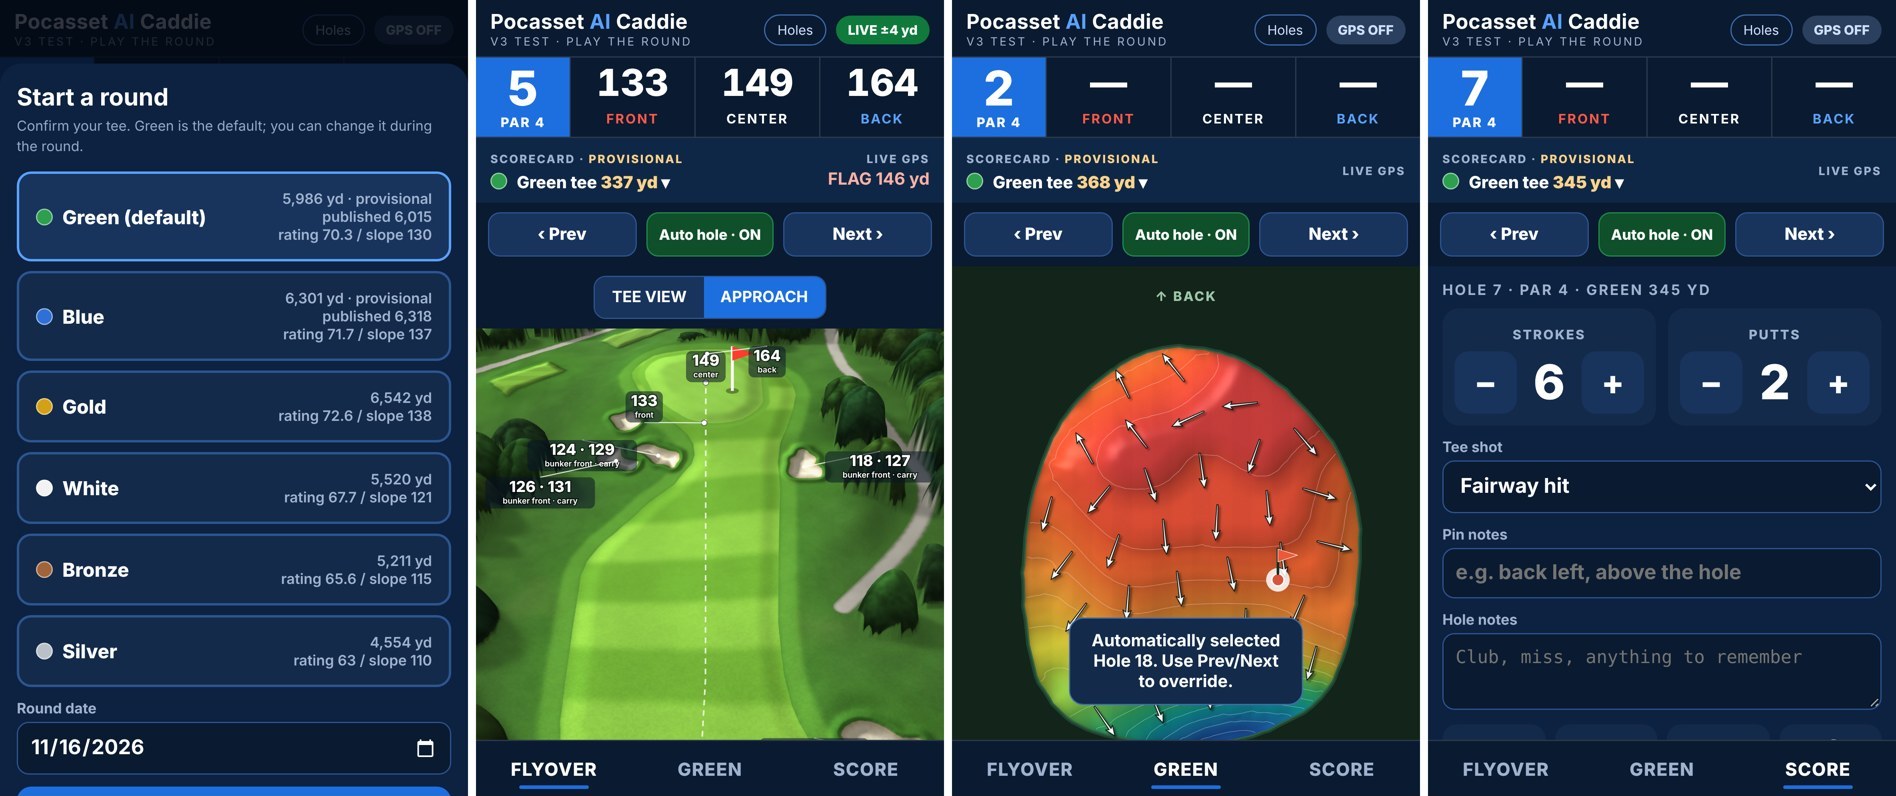 Pocasset AI Caddie
V3 TEST · PLAY THE ROUND
Holes
GPS OFF
Start a round
Confirm your tee. Green is the default; you can change it during
the round.
Green (default)
5,986 yd · provisional
published 6,015
rating 70.3 / slope 130
Blue
6,301 yd · provisional
published 6,318
rating 71.7 / slope 137
Gold
6,542 yd
rating 72.6 / slope 138
White
5,520 yd
rating 67.7 / slope 121
Bronze
5,211 yd
rating 65.6 / slope 115
Silver
4,554 yd
rating 63 / slope 110
Round date
11/16/2026
Pocasset AI Caddie
V3 TEST · PLAY THE ROUND
Holes
LIVE ±4 yd
5
PAR 4
133
FRONT
149
CENTER
164
BACK
SCORECARD · PROVISIONAL
Green tee 337 yd ▾
LIVE GPS
FLAG 146 yd
‹ Prev
Auto hole · ON
Next ›
TEE VIEW
APPROACH
149
center
164
back
133
front
124 · 129
bunker front · carry
118 · 127
bunker front · carry
126 · 131
bunker front · carry
FLYOVER
GREEN
SCORE
Pocasset AI Caddie
V3 TEST · PLAY THE ROUND
Holes
GPS OFF
2
PAR 4
—
FRONT
—
CENTER
—
BACK
SCORECARD · PROVISIONAL
Green tee 368 yd ▾
LIVE GPS
‹ Prev
Auto hole · ON
Next ›
↑ BACK
Automatically selected
Hole 18. Use Prev/Next
to override.
FLYOVER
GREEN
SCORE
Pocasset AI Caddie
V3 TEST · PLAY THE ROUND
Holes
GPS OFF
7
PAR 4
—
FRONT
—
CENTER
—
BACK
SCORECARD · PROVISIONAL
Green tee 345 yd ▾
LIVE GPS
‹ Prev
Auto hole · ON
Next ›
HOLE 7 · PAR 4 · GREEN 345 YD
STROKES
− 6 +
PUTTS
− 2 +
Tee shot
Fairway hit
Pin notes
e.g. back left, above the hole
Hole notes
Club, miss, anything to remember
FLYOVER
GREEN
SCORE